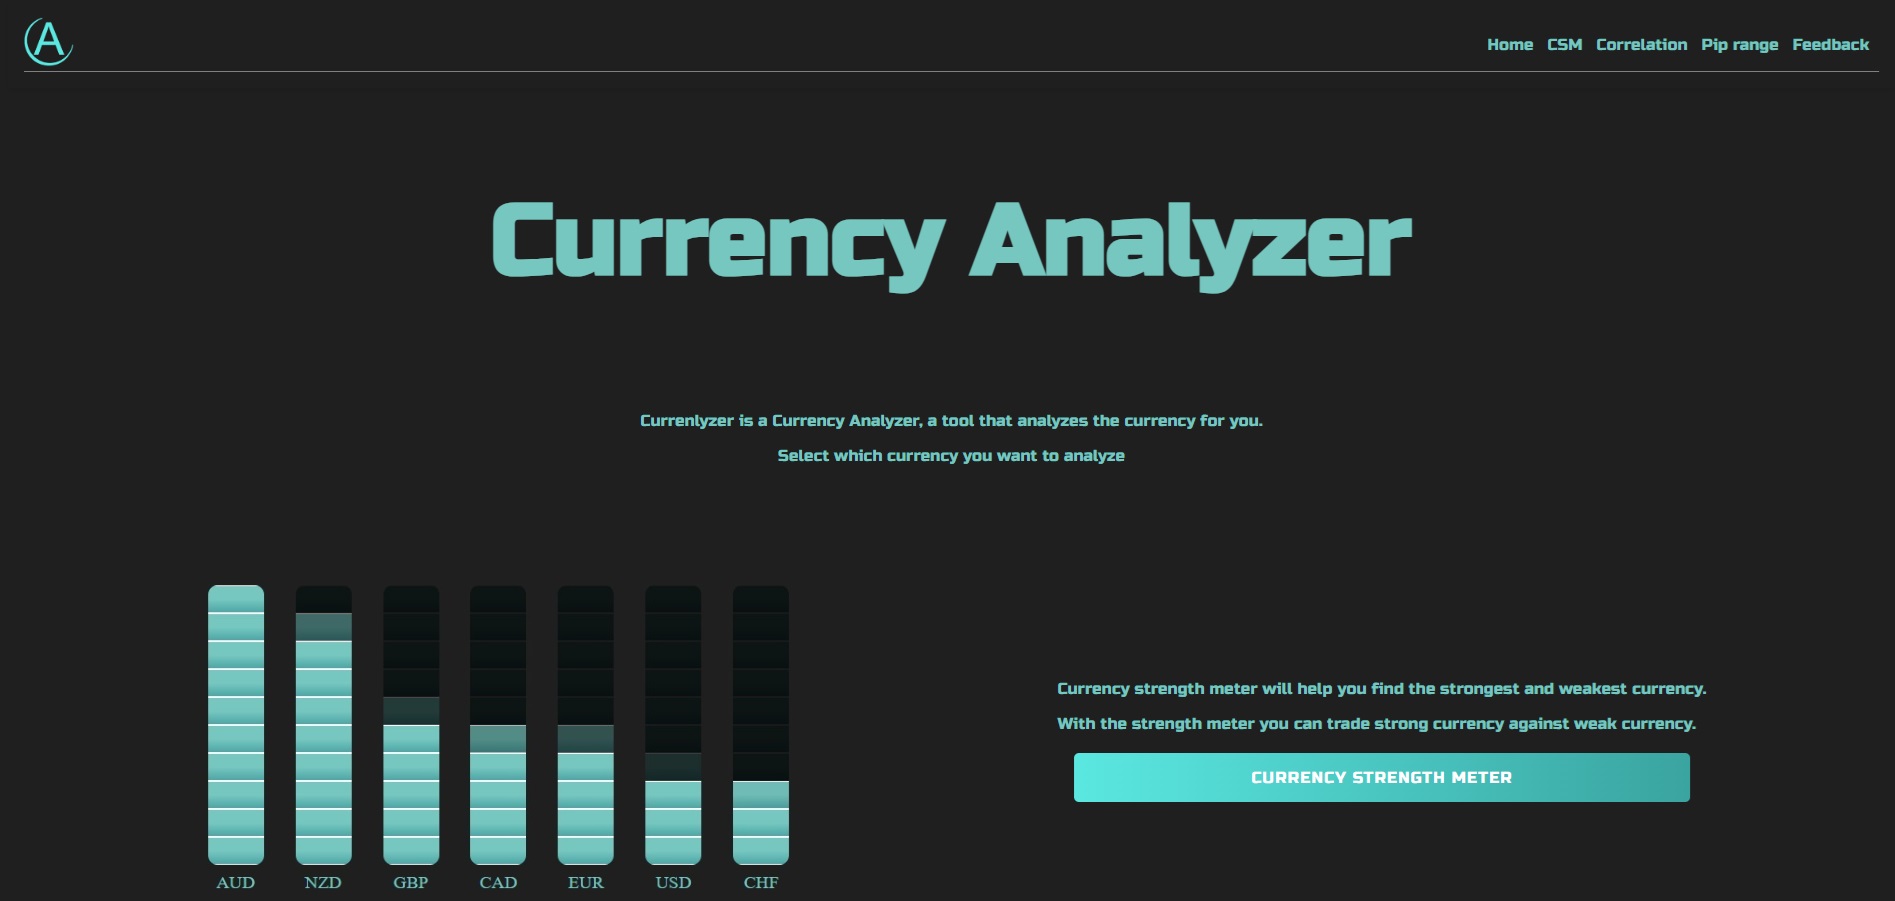 A
Home CSM Correlation Pip range Feedback
Currency Analyzer
Currenlyzer is a Currency Analyzer, a tool that analyzes the currency for you.
Select which currency you want to analyze
Currency strength meter will help you find the strongest and weakest currency.
With the strength meter you can trade strong currency against weak currency.
CURRENCY STRENGTH METER
AUD NZD GBP CAD EUR USD CHF